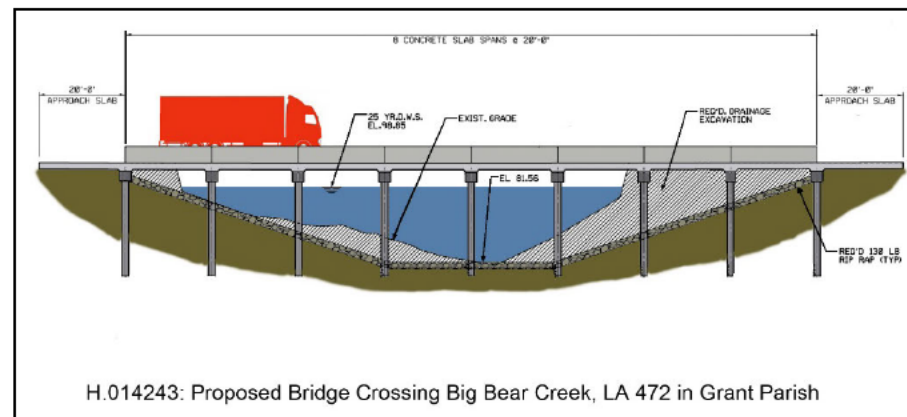 8 CONCRETE SLAB SPANS @ 20'-0"
20'-0"
APPROACH SLAB
20'-0"
APPROACH SLAB
25 YR.D.W.S.
EL.98.85
EXIST. GRADE
REQ'D. DRAINAGE
EXCAVATION
EL 81.56
REQ'D 130 LB
RIP RAP (TYP)
H.014243: Proposed Bridge Crossing Big Bear Creek, LA 472 in Grant Parish